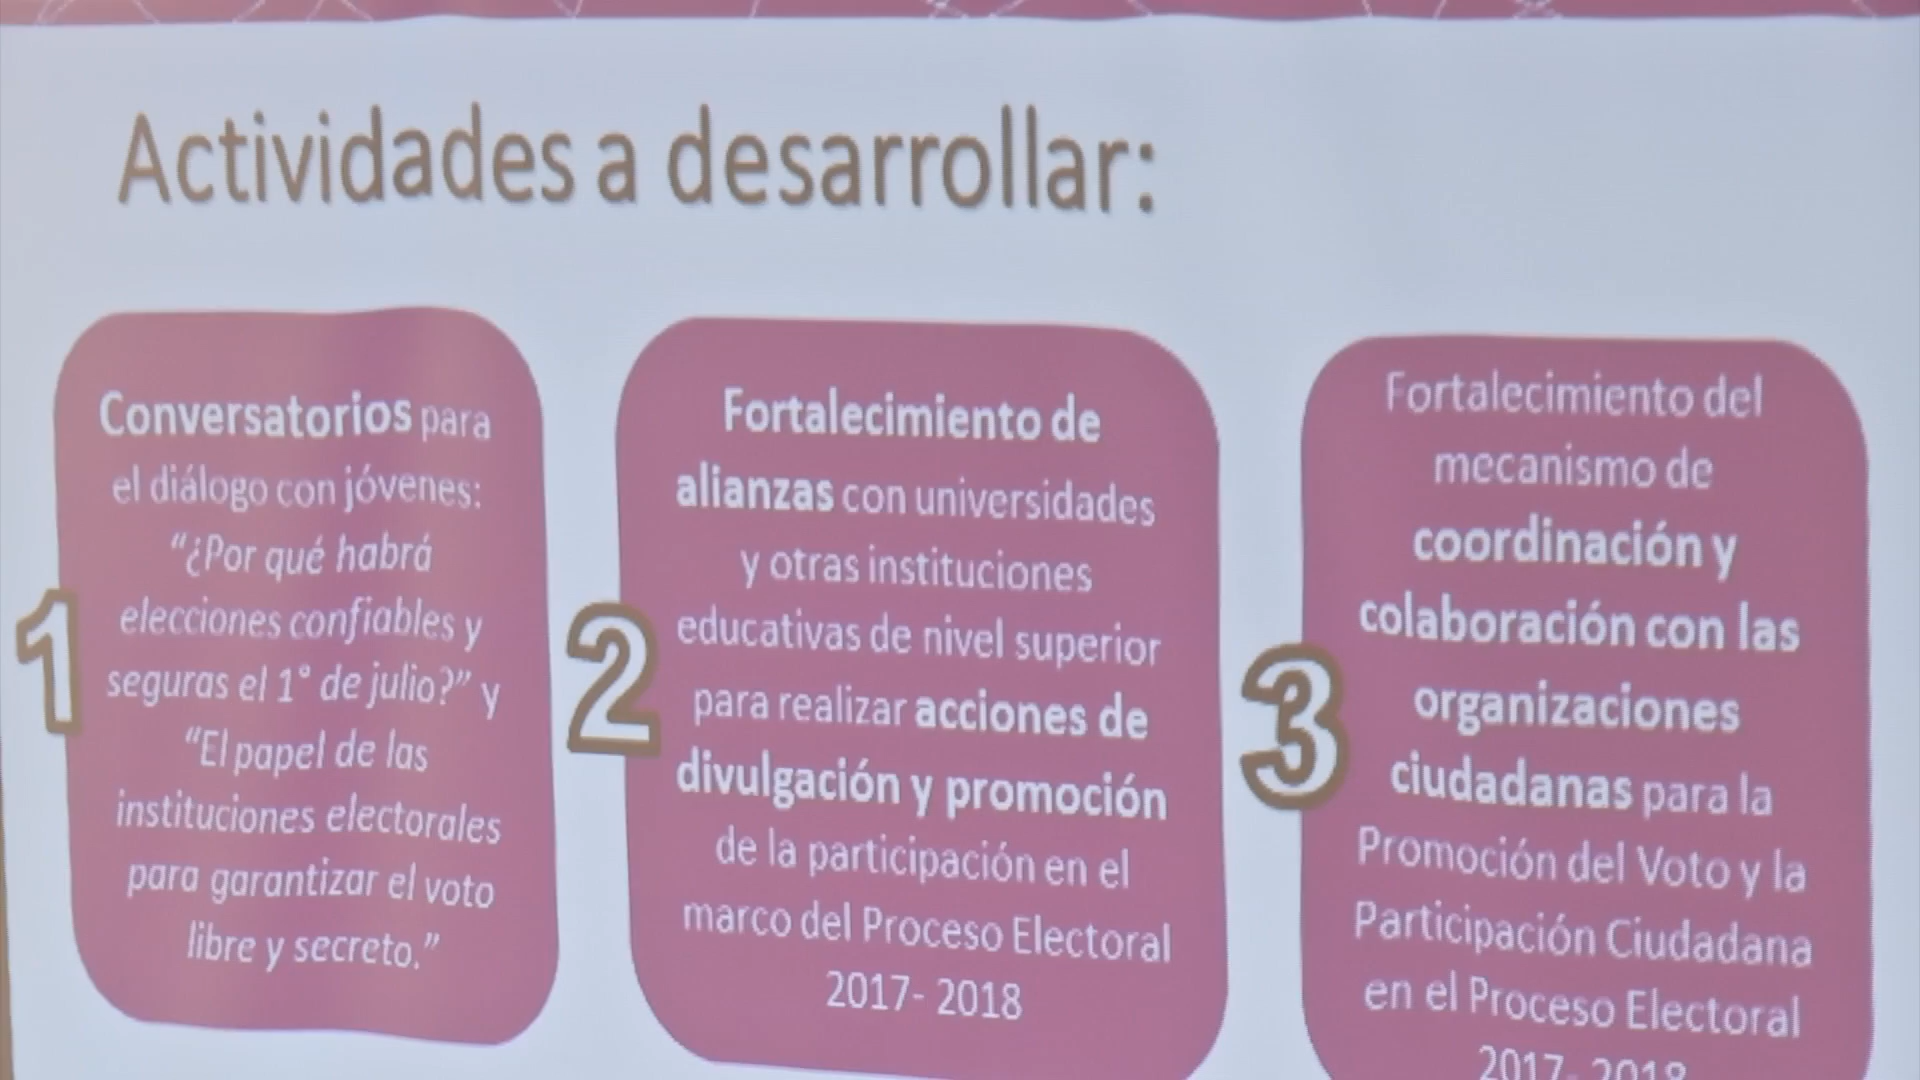 Actividades a desarrollar:
1
Conversatorios para
el diálogo con jóvenes:
“¿Por qué habrá
elecciones confiables y
seguras el 1° de julio?” y
“El papel de las
instituciones electorales
para garantizar el voto
libre y secreto.”
2
Fortalecimiento de
alianzas con universidades
y otras instituciones
educativas de nivel superior
para realizar acciones de
divulgación y promoción
de la participación en el
marco del Proceso Electoral
2017- 2018
3
Fortalecimiento del
mecanismo de
coordinación y
colaboración con las
organizaciones
ciudadanas para la
Promoción del Voto y la
Participación Ciudadana
en el Proceso Electoral
2017- 2018